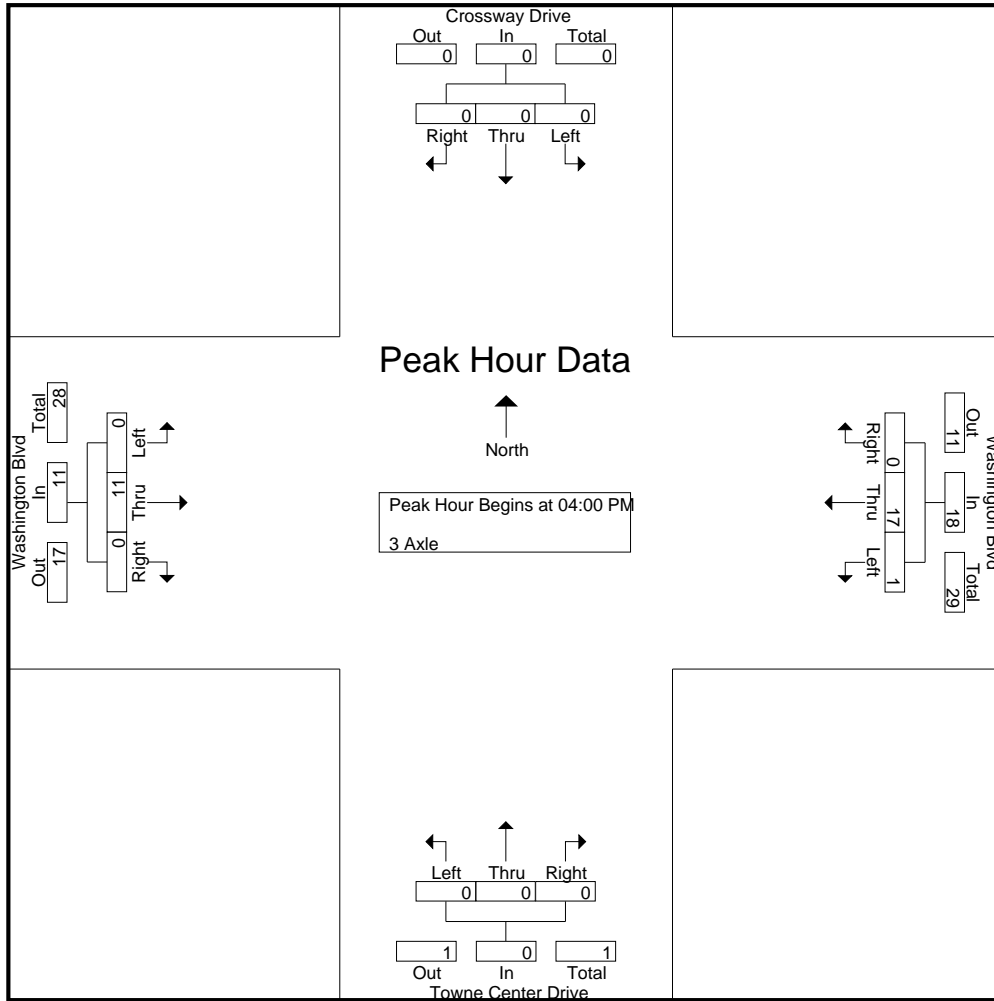 Crossway Drive
Out In Total
0 0 0
0 0 0
Right Thru Left
Peak Hour Data
North
Peak Hour Begins at 04:00 PM
3 Axle
Washington Blvd
Total In Out
28 11 17
0 11 0
Left Thru Right
Washington Blvd
Out In Total
11 18 29
0 17 1
Right Thru Left
Left Thru Right
0 0 0
1 0 1
Out In Total
Towne Center Drive